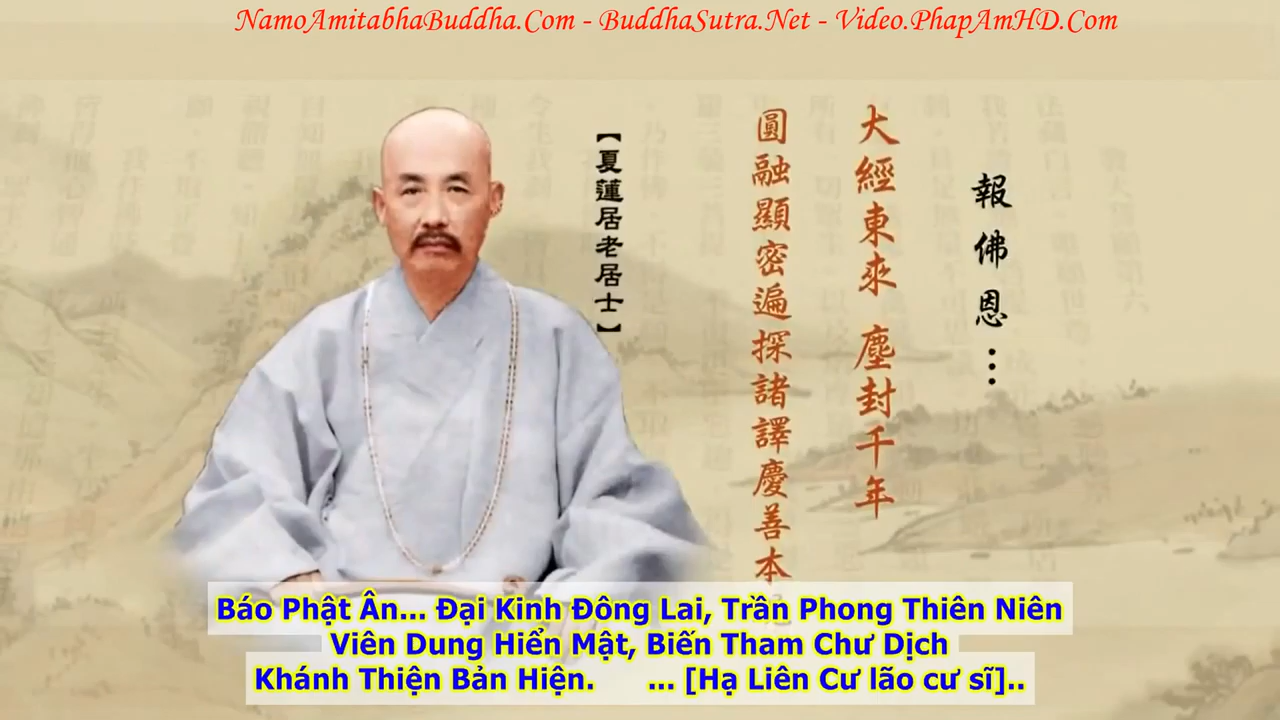 NamoAmitabhaBuddha.Com - BuddhaSutra.Net - Video.PhapAmHD.Com
報佛恩…
大經東來 塵封千年
圓融顯密遍探諸譯慶善本
【夏蓮居老居士】
Báo Phật Ân... Đại Kinh Đông Lai, Trần Phong Thiên Niên
Viên Dung Hiển Mật, Biến Tham Chư Dịch
Khánh Thiện Bản Hiện. ... [Hạ Liên Cư lão cư sĩ]..